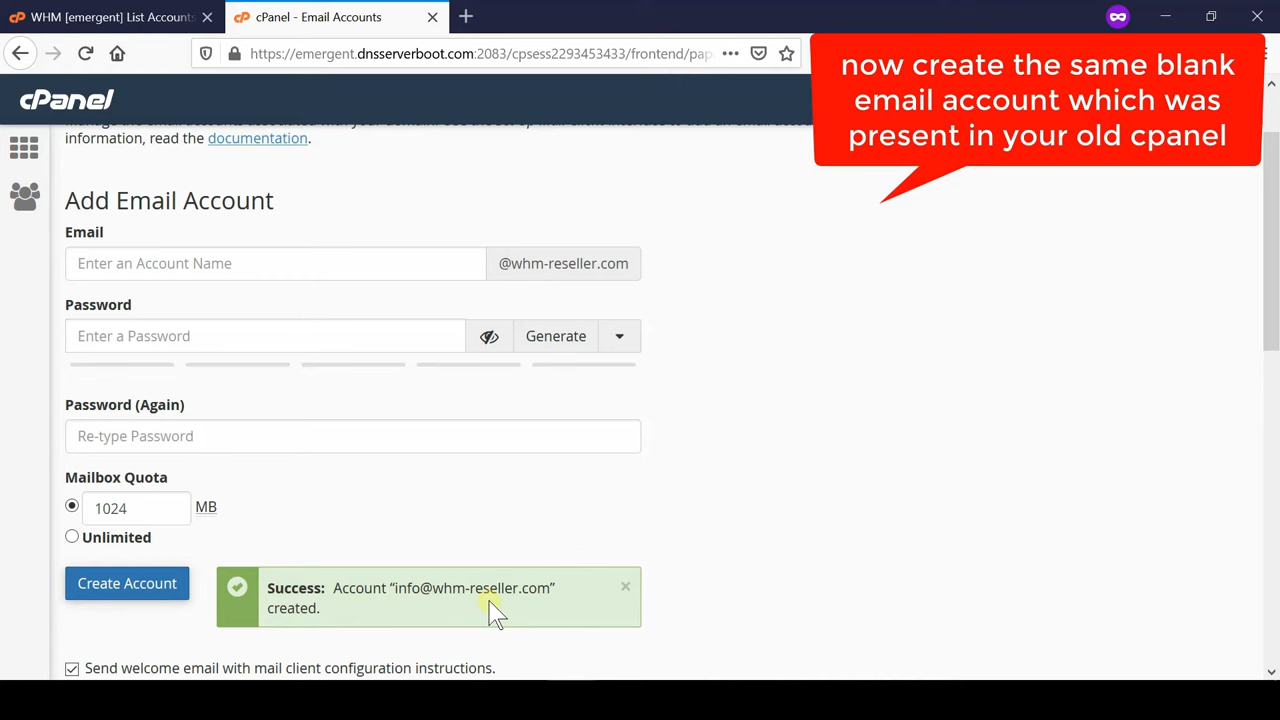 WHM [emergent] List Accounts
cPanel - Email Accounts
https://emergent.dnsserverboot.com:2083/cpsess2293453433/frontend/pap
now create the same blank
email account which was
present in your old cpanel
cPanel
information, read the documentation.
Add Email Account
Email
Enter an Account Name
@whm-reseller.com
Password
Enter a Password
Generate
Password (Again)
Re-type Password
Mailbox Quota
1024 MB
Unlimited
Create Account
Success: Account “info@whm-reseller.com”
created.
Send welcome email with mail client configuration instructions.